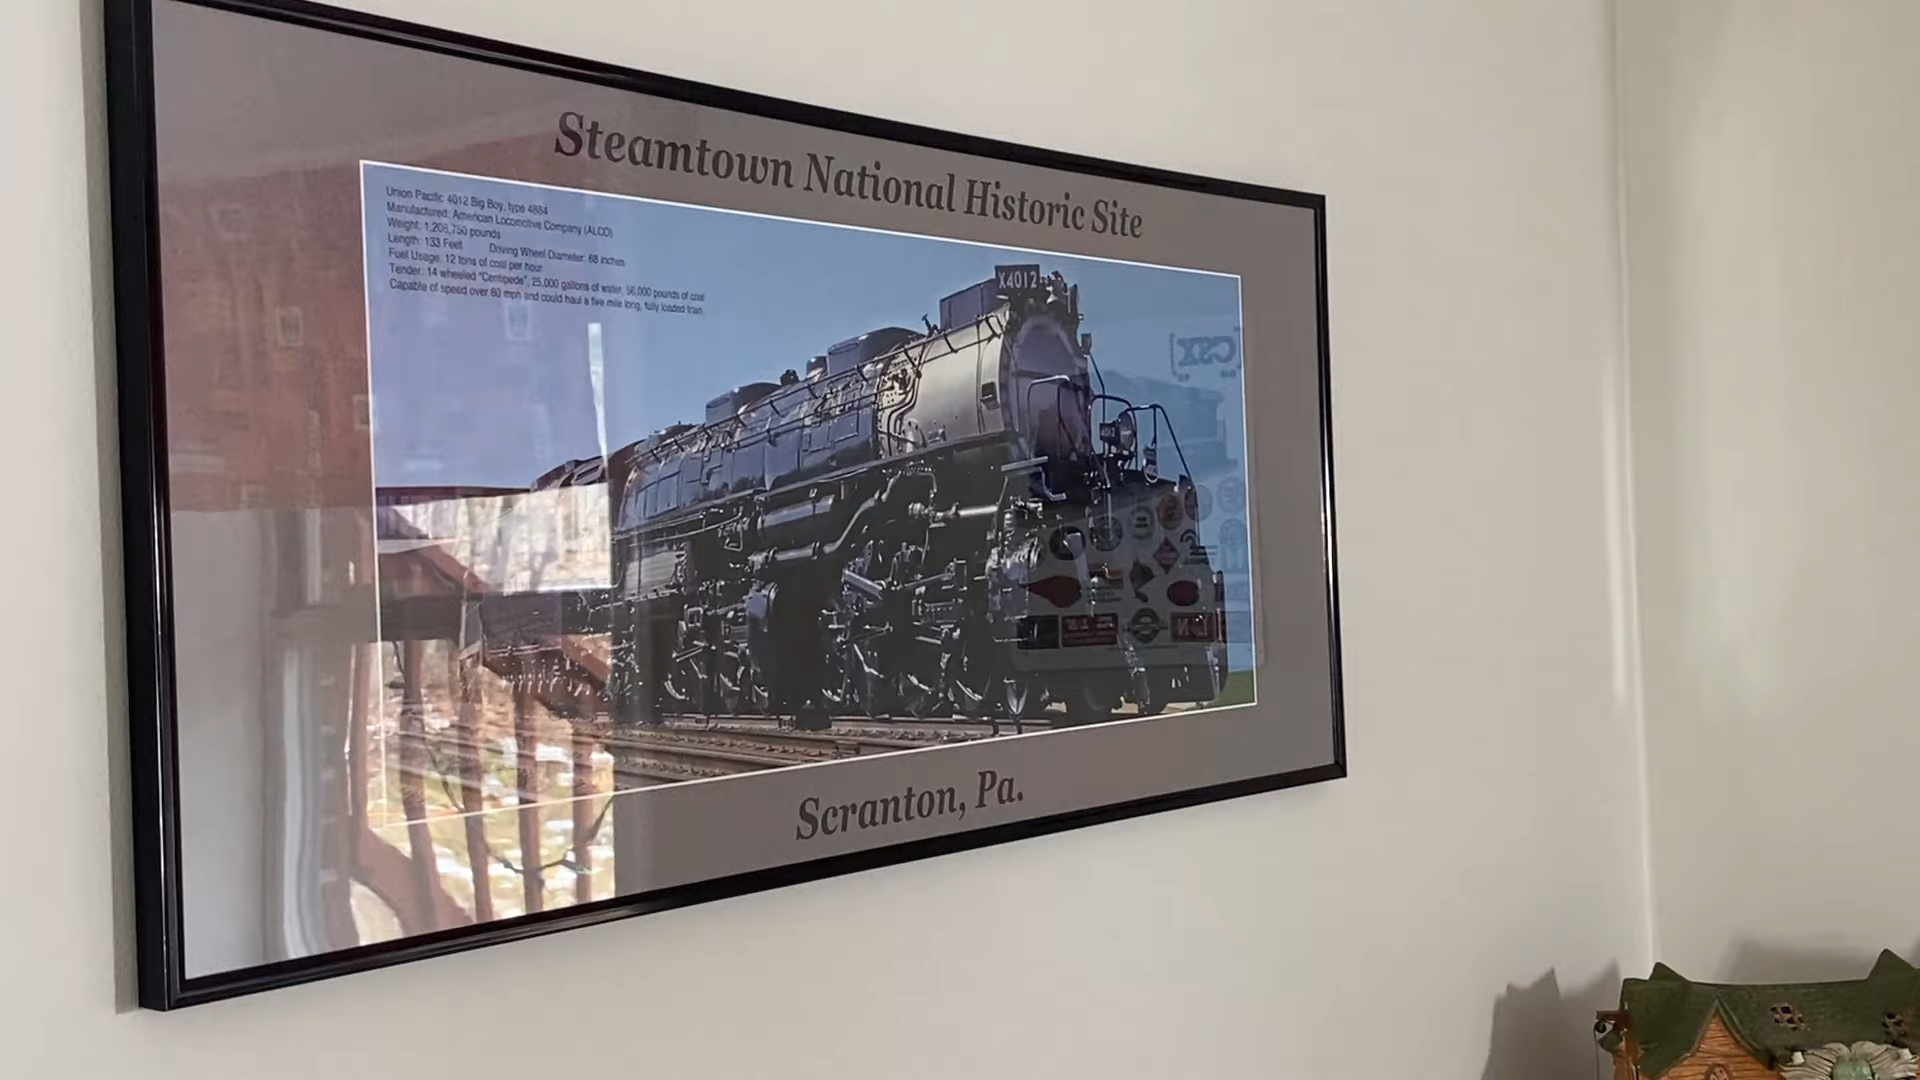 Steamtown National Historic Site
Union Pacific 4012 Big Boy, type 4884
Manufactured: American Locomotive Company (ALCO)
Weight: 1,208,750 pounds
Length: 133 Feet Driving Wheel Diameter: 68 inches
Fuel Usage: 12 tons of coal per hour
Tender: 14 wheeled "Centipede", 25,000 gallons of water, 56,000 pounds of coal
Capable of speed over 80 mph and could haul a five mile long, fully loaded train.
X4012
CSX
4012
Scranton, Pa.